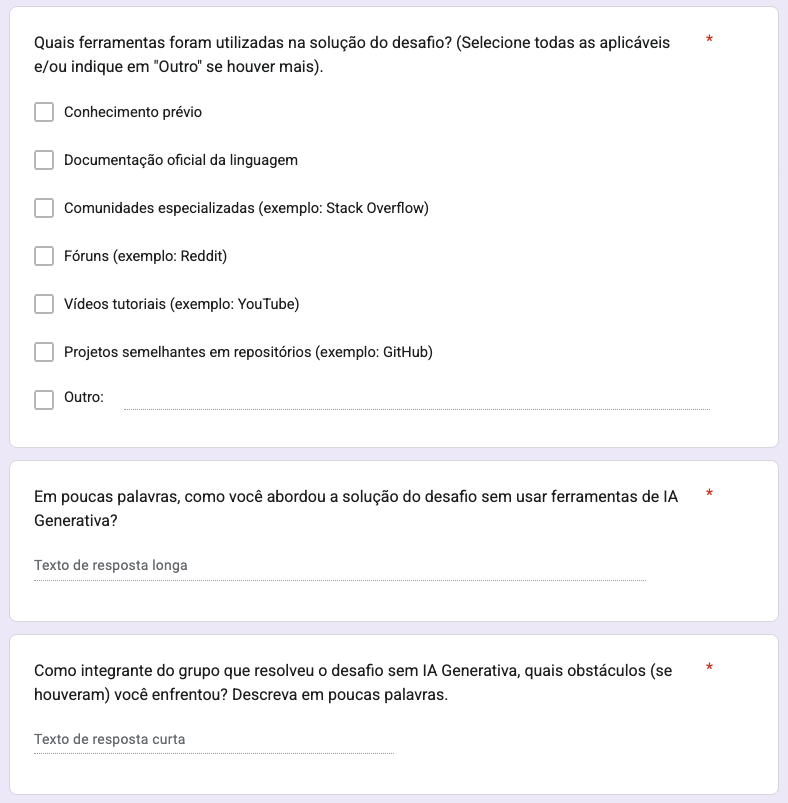 Quais ferramentas foram utilizadas na solução do desafio? (Selecione todas as aplicáveis *
e/ou indique em "Outro" se houver mais).
Conhecimento prévio
Documentação oficial da linguagem
Comunidades especializadas (exemplo: Stack Overflow)
Fóruns (exemplo: Reddit)
Vídeos tutoriais (exemplo: YouTube)
Projetos semelhantes em repositórios (exemplo: GitHub)
Outro:
Em poucas palavras, como você abordou a solução do desafio sem usar ferramentas de IA *
Generativa?
Texto de resposta longa
Como integrante do grupo que resolveu o desafio sem IA Generativa, quais obstáculos (se *
houveram) você enfrentou? Descreva em poucas palavras.
Texto de resposta curta